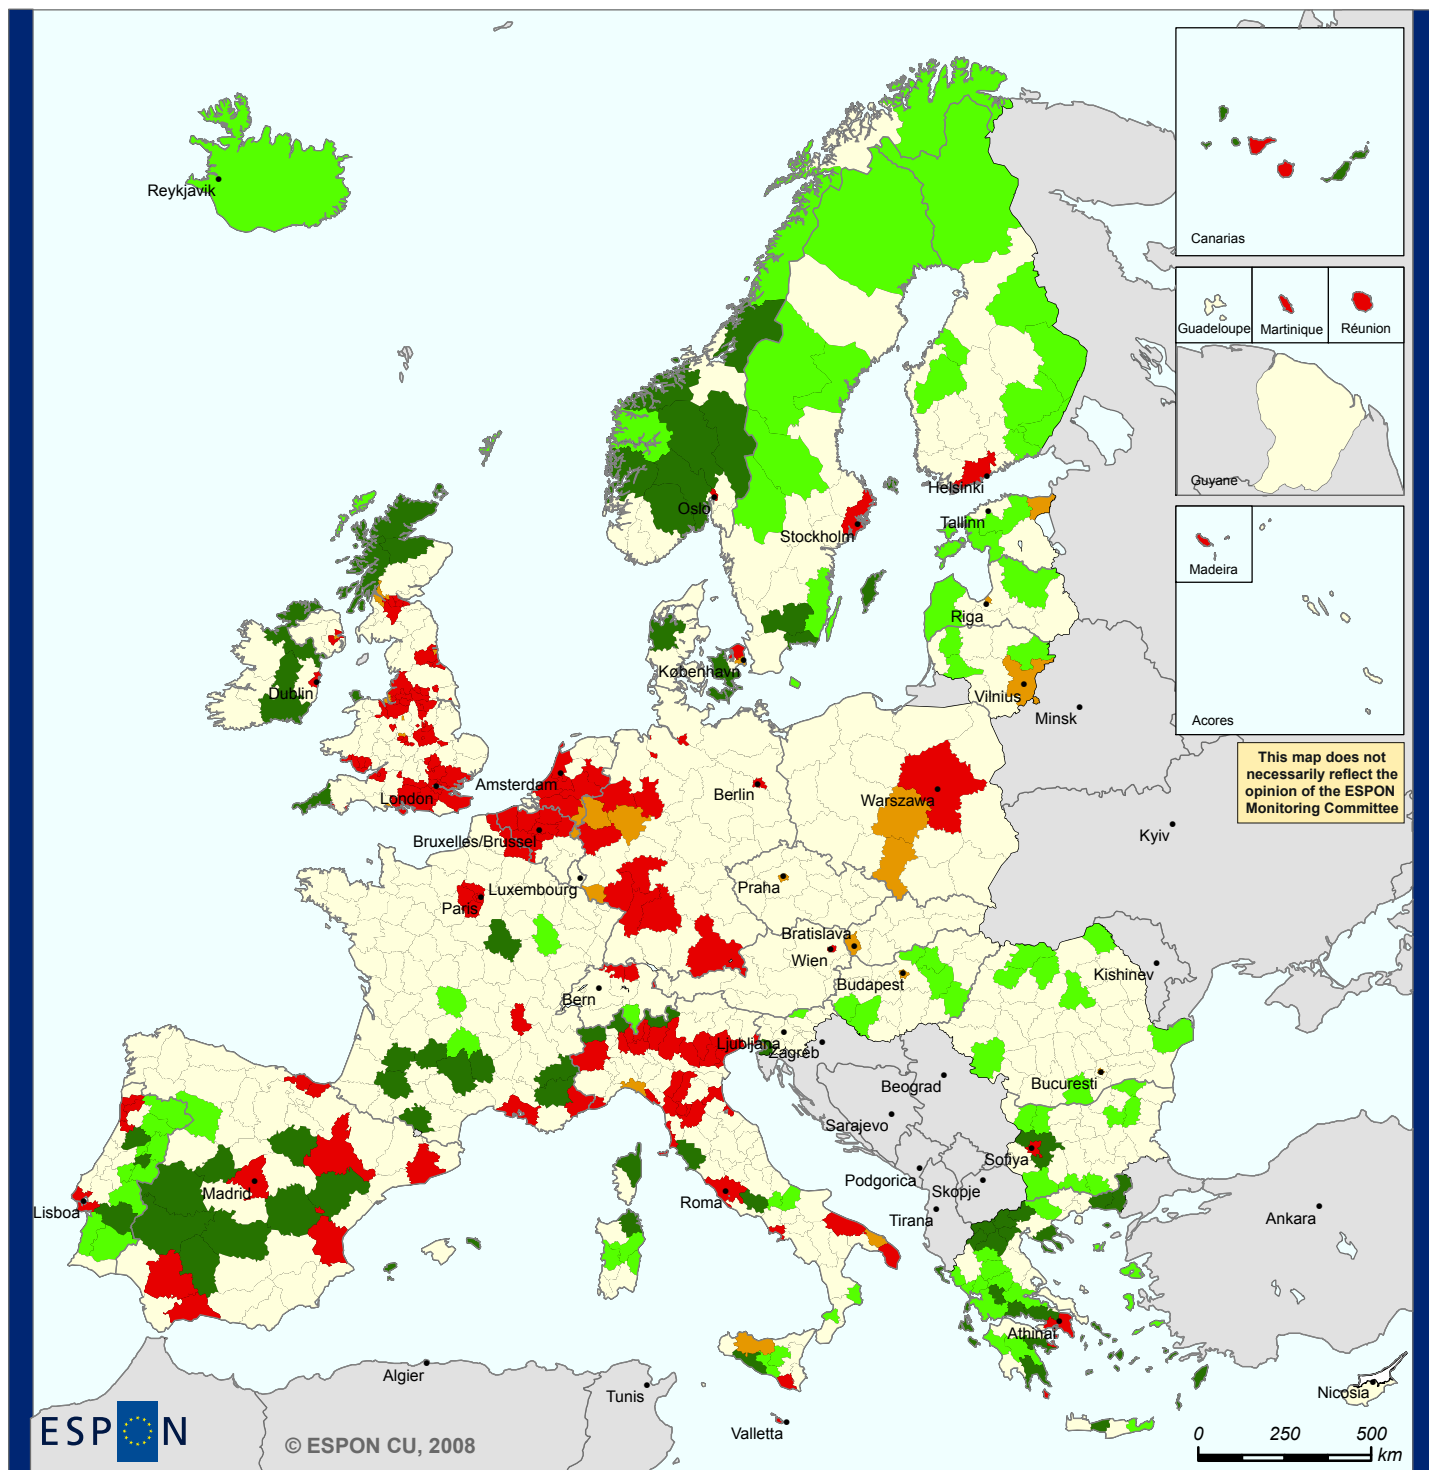 Reykjavik
Canarias
Guadeloupe
Martinique
Réunion
Guyane
Helsinki
Oslo
Tallinn
Stockholm
Madeira
Riga
København
Dublin
Vilnius
Minsk
Acores
This map does not
necessarily reflect the
opinion of the ESPON
Monitoring Committee
Amsterdam
Berlin
London
Warszawa
Bruxelles/Brüssel
Kyiv
Luxembourg
Praha
Paris
Bratislava
Wien
Kishinev
Budapest
Bern
Ljubljana
Zagreb
Beograd
Bucuresti
Sarajevo
Sofiya
Podgorica
Skopje
Madrid
Roma
Lisboa
Tirana
Ankara
Athinai
Algier
Tunis
Nicosia
Valletta
ESPON
© ESPON CU, 2008
0 250 500
km